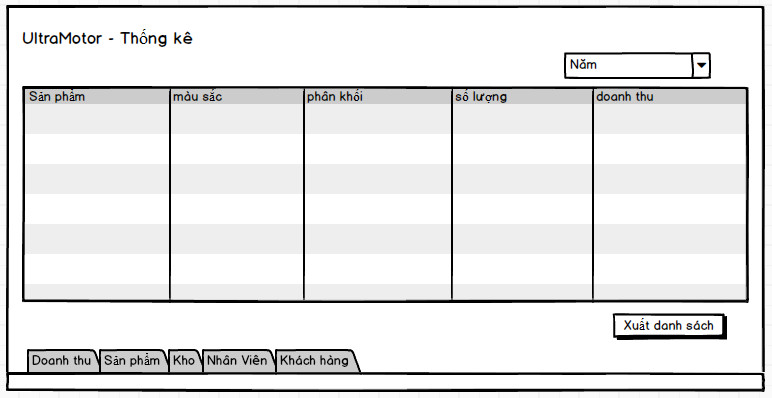 UltraMotor - Thống kê
Năm
Sản phẩm màu sắc phân khối số lượng doanh thu
Xuất danh sách
Doanh thu Sản phẩm Kho Nhân Viên Khách hàng